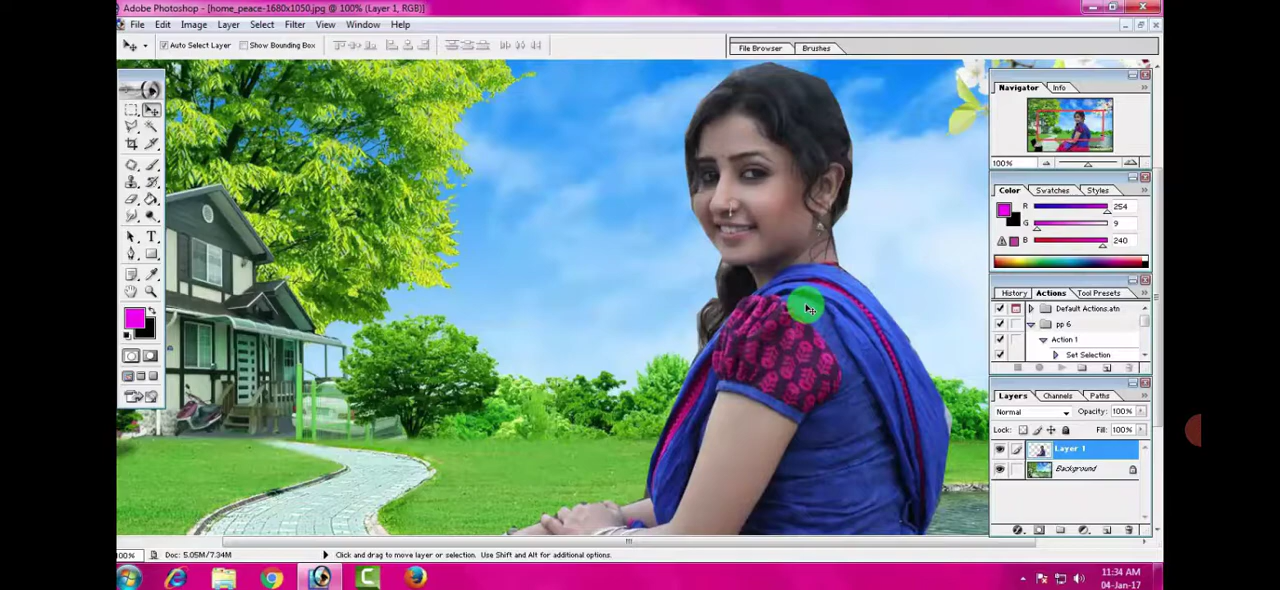 Adobe Photoshop - [home_peace-1680x1050.jpg @ 100% (Layer 1, RGB)]
File Edit Image Layer Select Filter View Window Help
Auto Select Layer Show Bounding Box File Browser Brushes
Navigator Info
100%
Color Swatches Styles
R 254
G 9
B 240
History Actions Tool Presets
Default Actions.atn
pp 6
Action 1
Set Selection
Layers Channels Paths
Normal Opacity: 100%
Lock: Fill: 100%
Layer 1
Background
100% Doc: 5.05M/7.34M Click and drag to move layer or selection. Use Shift and Alt for additional options.
11:34 AM
04-Jan-17